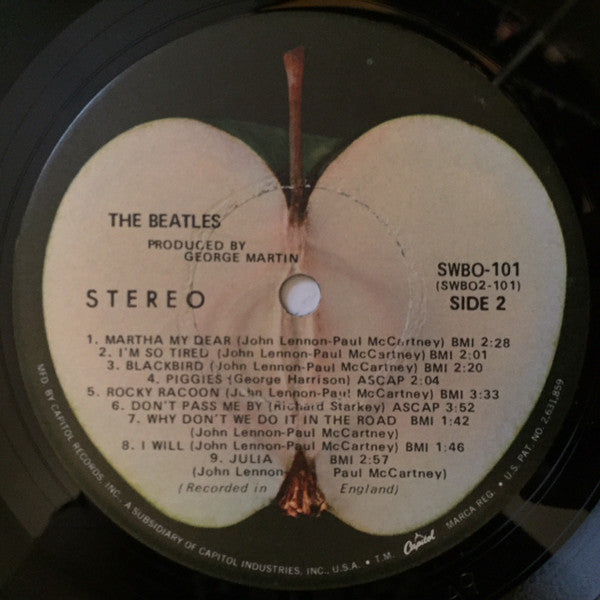 THE BEATLES
PRODUCED BY
GEORGE MARTIN
STEREO
SWBO-101
(SWBO2-101)
SIDE 2
1. MARTHA MY DEAR (John Lennon-Paul McCartney) BMI 2:28
2. I'M SO TIRED (John Lennon-Paul McCartney) BMI 2:01
3. BLACKBIRD (John Lennon-Paul McCartney) BMI 2:20
4. PIGGIES (George Harrison) ASCAP 2:04
5. ROCKY RACOON (John Lennon-Paul McCartney) BMI 3:33
6. DON'T PASS ME BY (Richard Starkey) ASCAP 3:52
7. WHY DON'T WE DO IT IN THE ROAD BMI 1:42
(John Lennon-Paul McCartney)
8. I WILL (John Lennon-Paul McCartney) BMI 1:46
9. JULIA BMI 2:57
(John Lennon- Paul McCartney)
(Recorded in England)
MFD. BY CAPITOL RECORDS, INC., A SUBSIDIARY OF CAPITOL INDUSTRIES, INC., U.S.A. • T.M. Capitol MARCA REG. • U.S. PAT. NO. 2,631,859